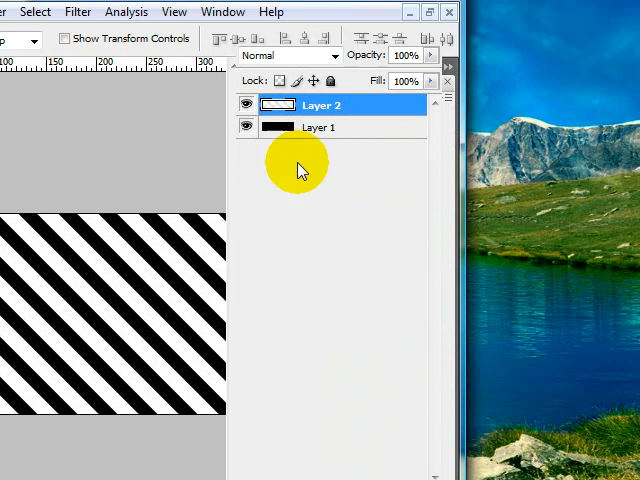 Select Filter Analysis View Window Help
Show Transform Controls
100 150 200 250 300
Normal Opacity: 100%
Lock: Fill: 100%
Layer 2
Layer 1